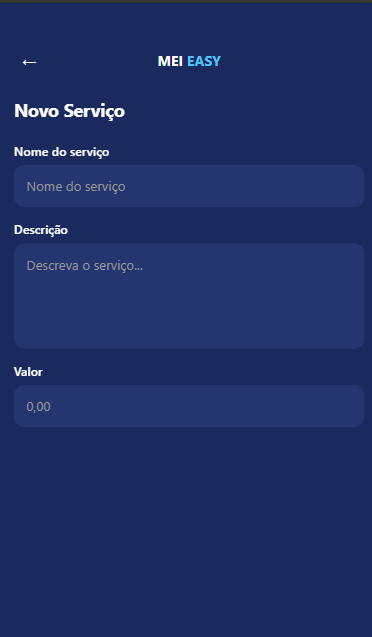 ← MEI EASY
Novo Serviço
Nome do serviço
Nome do serviço
Descrição
Descreva o serviço...
Valor
0,00